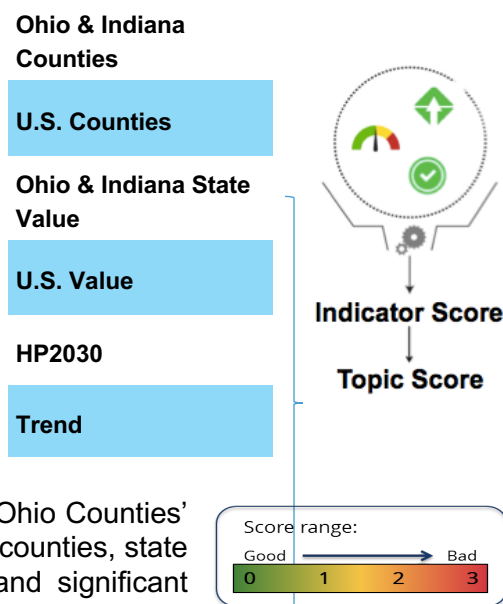 Ohio & Indiana
Counties
U.S. Counties
Ohio & Indiana State
Value
U.S. Value
HP2030
Trend
Indicator Score
Topic Score
Ohio Counties’
counties, state
and significant
Score range:
Good Bad
0 1 2 3